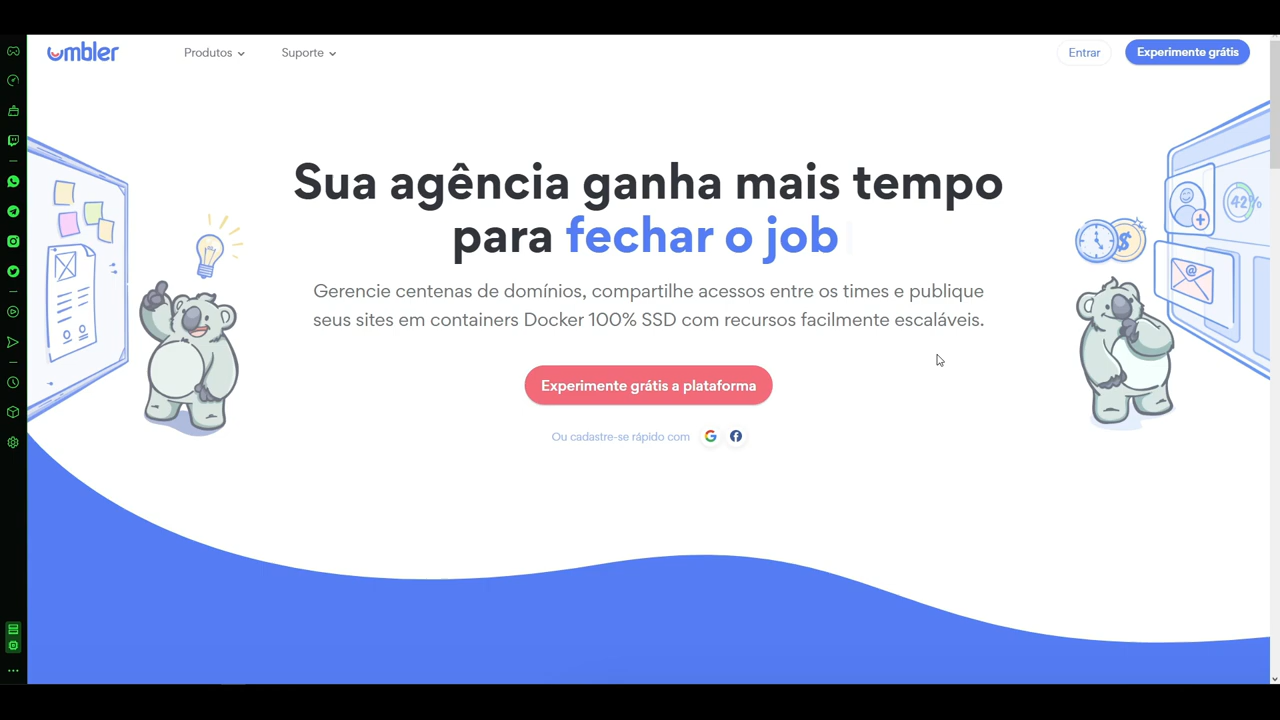 umbler
Produtos
Suporte
Entrar
Experimente grátis
Sua agência ganha mais tempo
para fechar o job
Gerencie centenas de domínios, compartilhe acessos entre os times e publique
seus sites em containers Docker 100% SSD com recursos facilmente escaláveis.
Experimente grátis a plataforma
Ou cadastre-se rápido com
42%
@
$